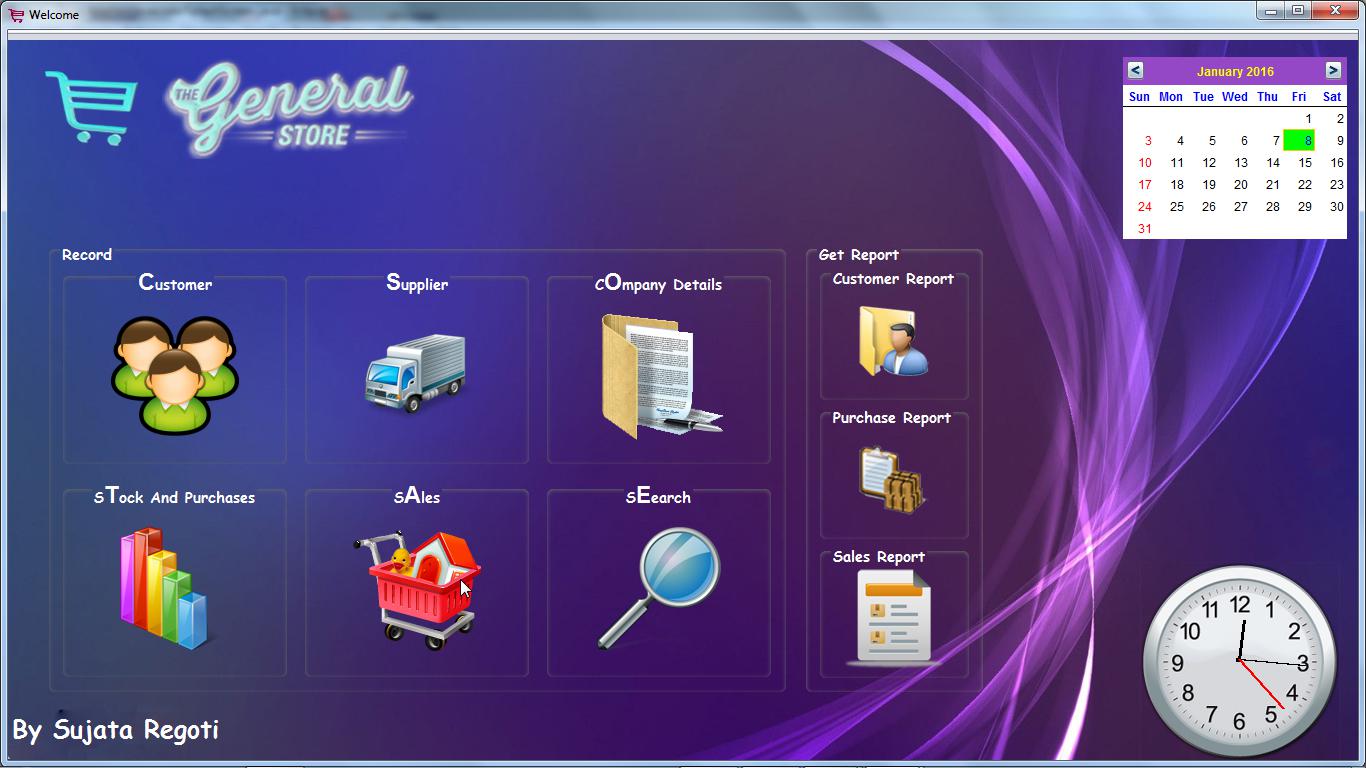 Welcome
THE General
STORE
January 2016
Sun Mon Tue Wed Thu Fri Sat
1 2
3 4 5 6 7 8 9
10 11 12 13 14 15 16
17 18 19 20 21 22 23
24 25 26 27 28 29 30
31
Record
Customer
Supplier
COmpany Details
STock And Purchases
SAles
SEearch
Get Report
Customer Report
Purchase Report
Sales Report
12
1
2
3
4
5
6
7
8
9
10
11
By Sujata Regoti